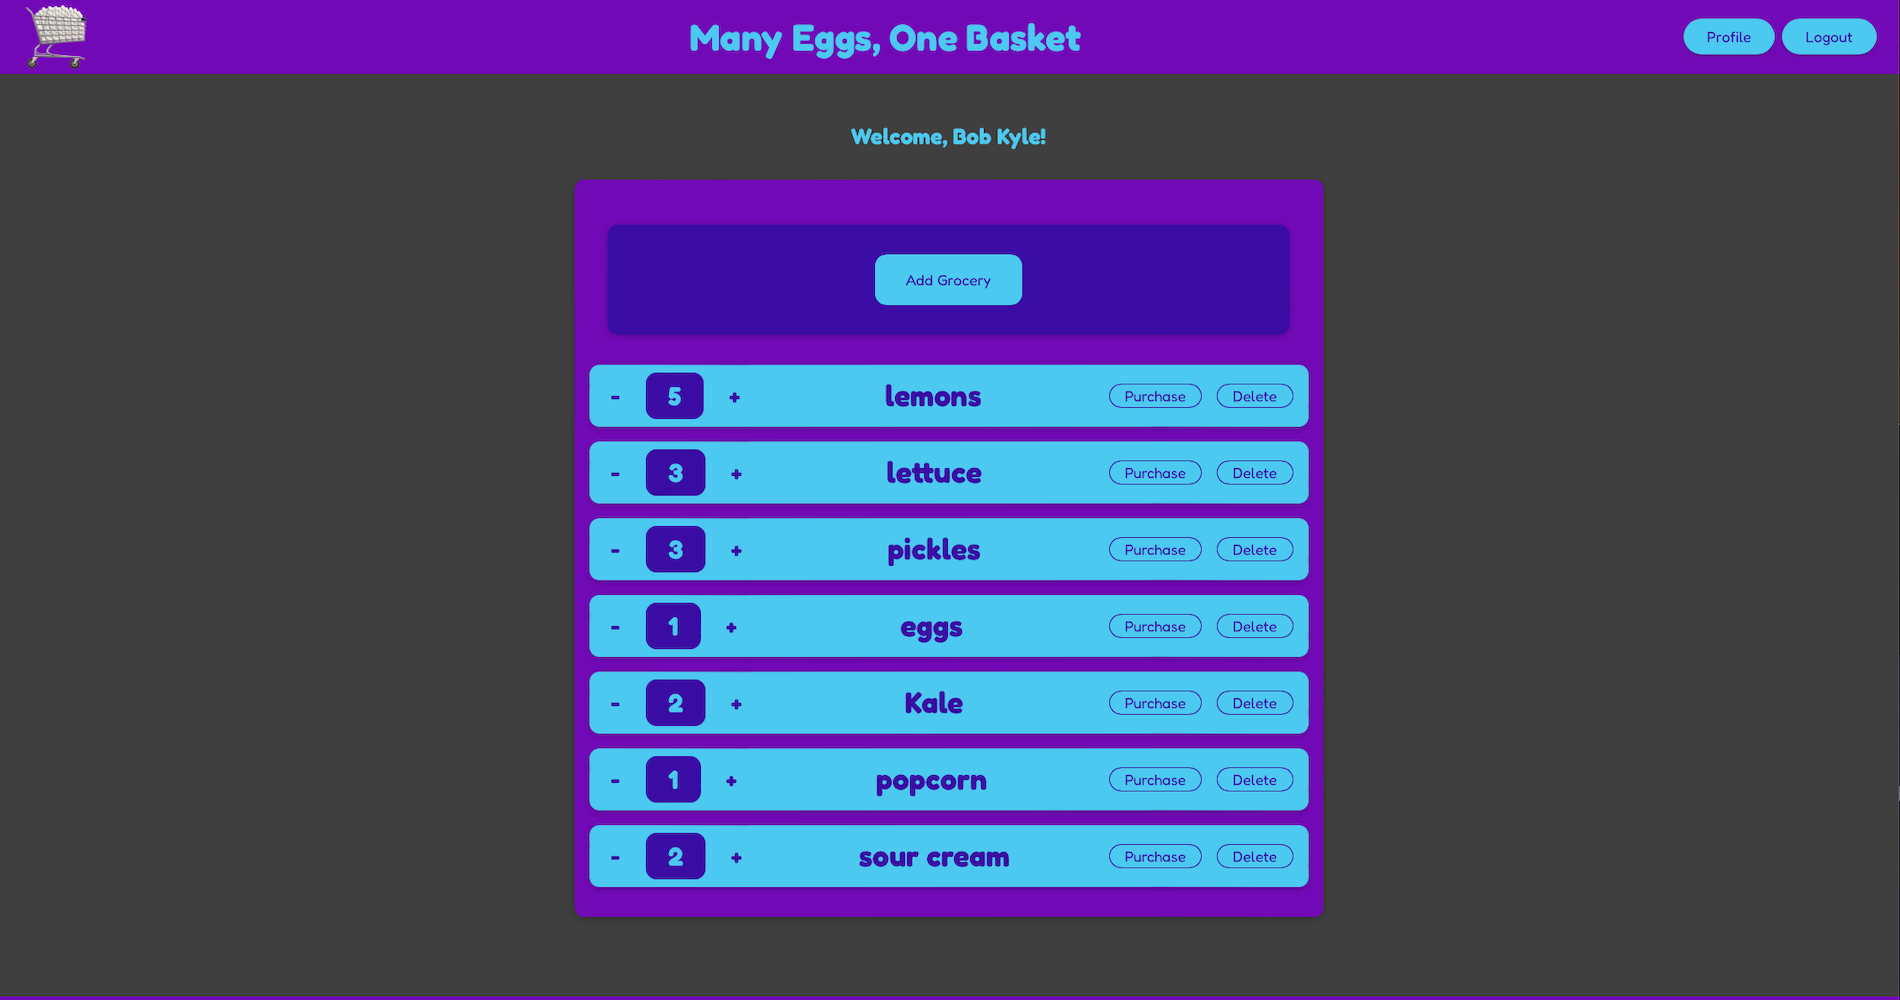 Many Eggs, One Basket
Profile Logout
Welcome, Bob Kyle!
Add Grocery
- 5 + lemons Purchase Delete
- 3 + lettuce Purchase Delete
- 3 + pickles Purchase Delete
- 1 + eggs Purchase Delete
- 2 + Kale Purchase Delete
- 1 + popcorn Purchase Delete
- 2 + sour cream Purchase Delete